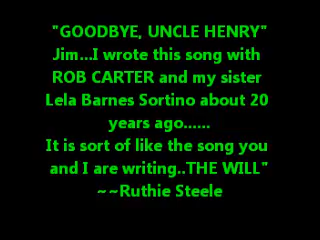 "GOODBYE, UNCLE HENRY"
Jim...I wrote this song with
ROB CARTER and my sister
Lela Barnes Sortino about 20
years ago......
It is sort of like the song you
and I are writing..THE WILL"
~~Ruthie Steele